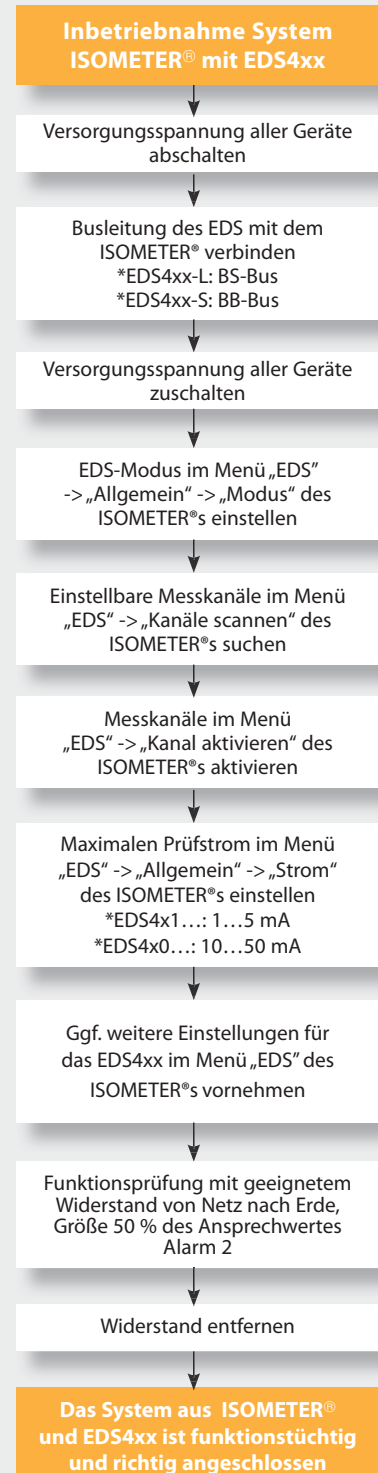 Inbetriebnahme System
ISOMETER® mit EDS4xx
Versorgungsspannung aller Geräte
abschalten
Busleitung des EDS mit dem
ISOMETER® verbinden
*EDS4xx-L: BS-Bus
*EDS4xx-S: BB-Bus
Versorgungsspannung aller Geräte
zuschalten
EDS-Modus im Menü „EDS”
-> „Allgemein“ -> „Modus“ des
ISOMETER®s einstellen
Einstellbare Messkanäle im Menü
„EDS“ -> „Kanäle scannen“ des
ISOMETER®s suchen
Messkanäle im Menü
„EDS“ -> „Kanal aktivieren“ des
ISOMETER®s aktivieren
Maximalen Prüfstrom im Menü
„EDS“ -> „Allgemein“ -> „Strom“
des ISOMETER®s einstellen
*EDS4x1…: 1…5 mA
*EDS4x0…: 10…50 mA
Ggf. weitere Einstellungen für
das EDS4xx im Menü „EDS” des
ISOMETER®s vornehmen
Funktionsprüfung mit geeignetem
Widerstand von Netz nach Erde,
Größe 50 % des Ansprechwertes
Alarm 2
Widerstand entfernen
Das System aus ISOMETER®
und EDS4xx ist funktionstüchtig
und richtig angeschlossen